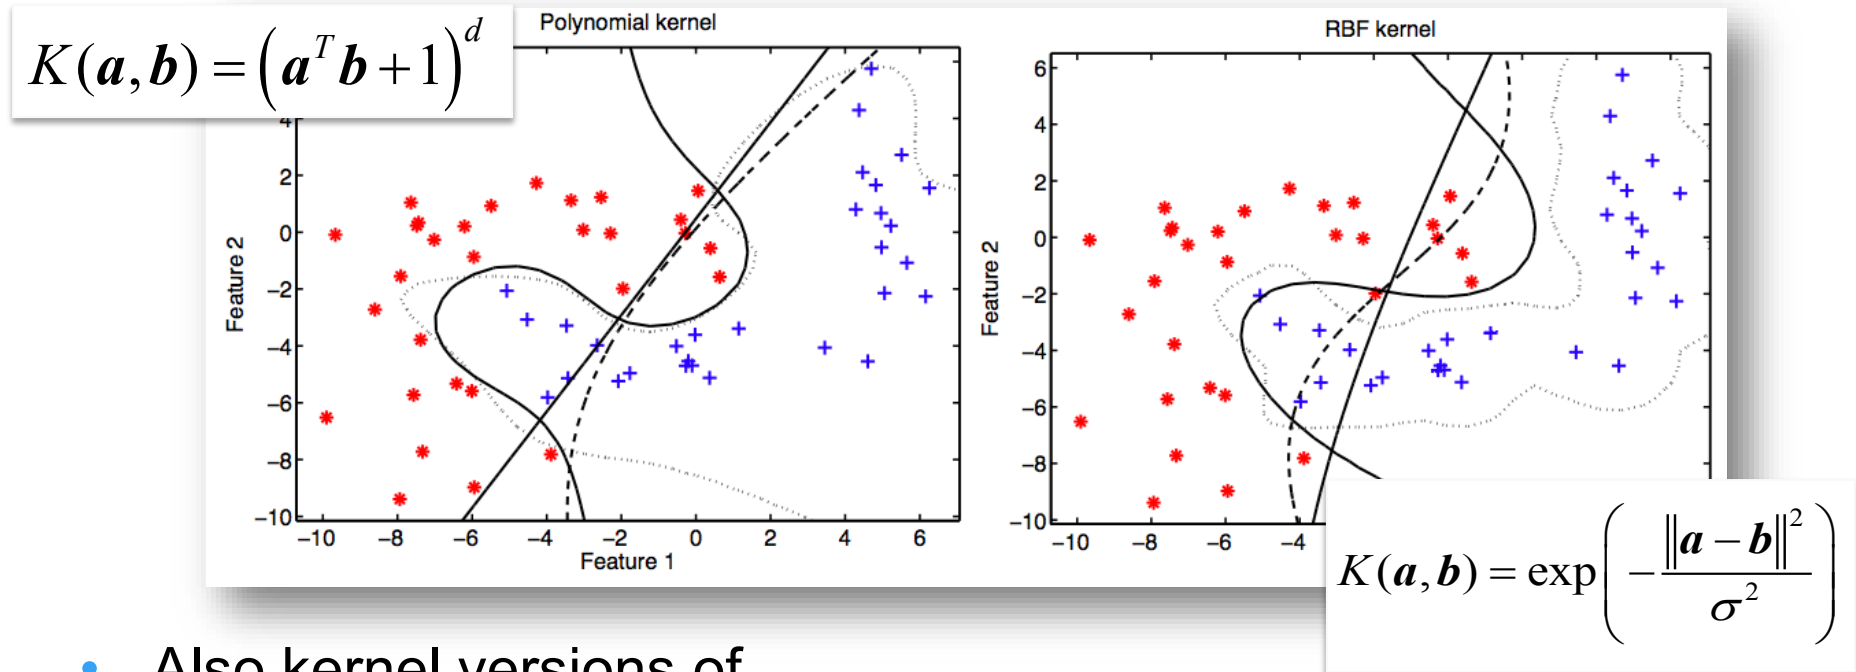 K(a, b) = (a^T b + 1)^d
Polynomial kernel
4
2
0
−2
−4
−6
−8
−10
Feature 2
−10 −8 −6 −4 −2 0 2 4 6
Feature 1
RBF kernel
6
4
2
0
−2
−4
−6
−8
−10
Feature 2
−10 −8 −6 −4
K(a, b) = exp(−‖a − b‖² / σ²)
• Also kernel versions of